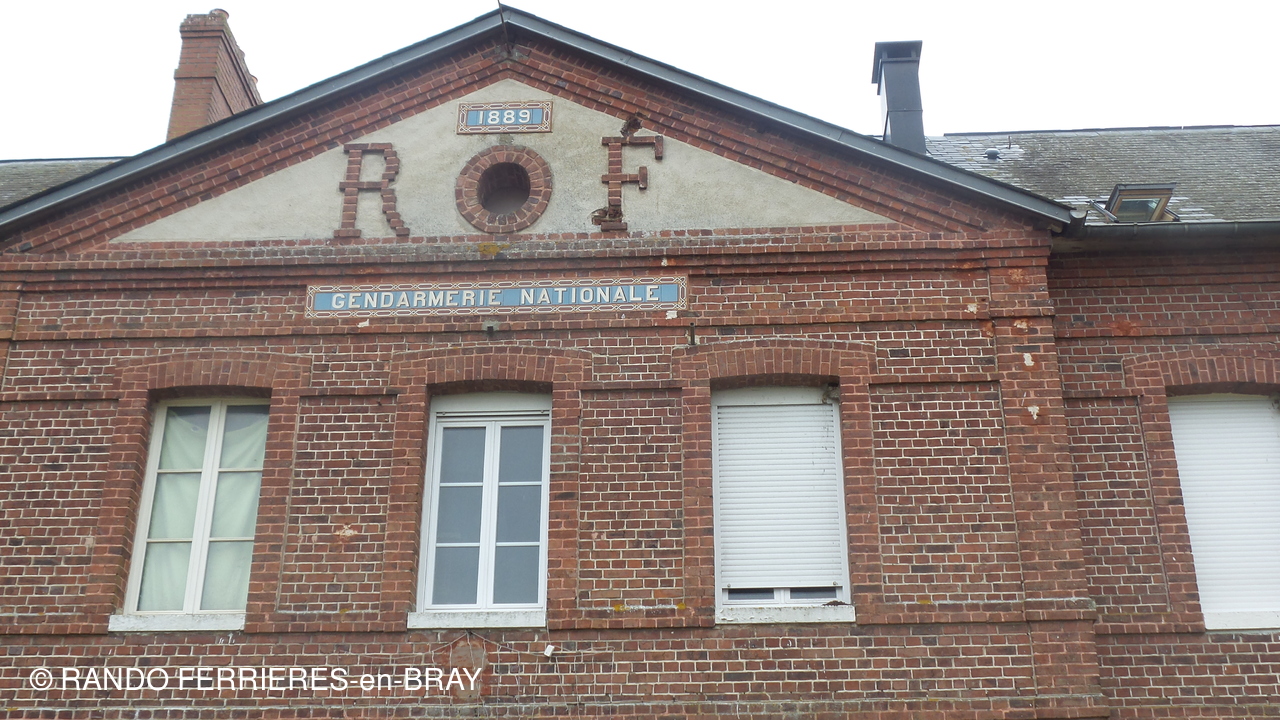 1889
R F
GENDARMERIE NATIONALE
© RANDO FERRIERES-en-BRAY